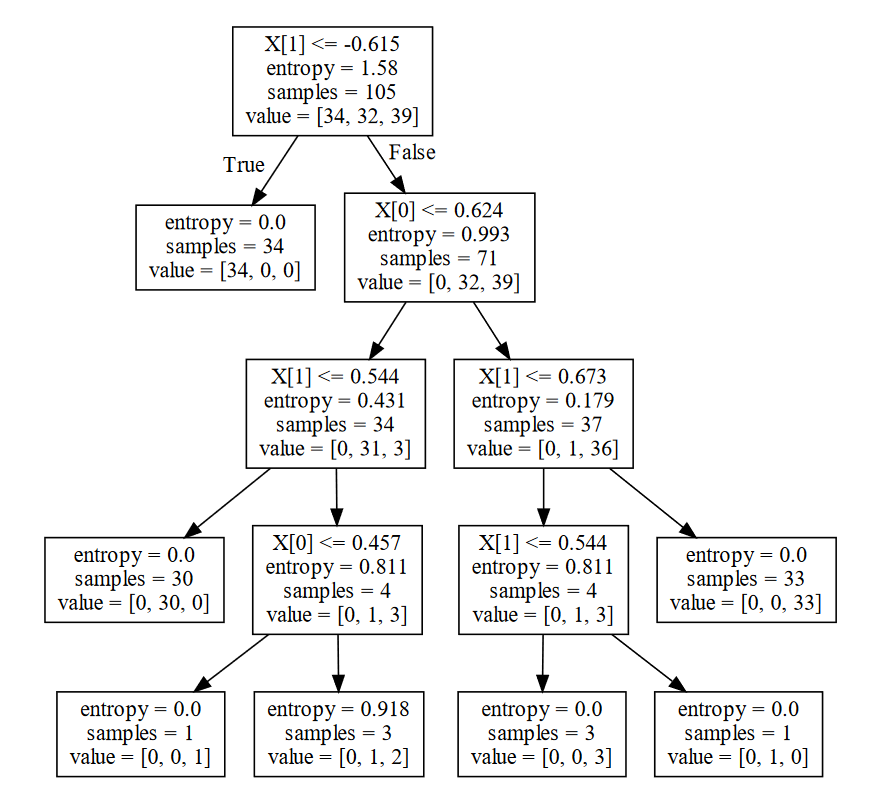 X[1] <= -0.615
entropy = 1.58
samples = 105
value = [34, 32, 39]
True
False
entropy = 0.0
samples = 34
value = [34, 0, 0]
X[0] <= 0.624
entropy = 0.993
samples = 71
value = [0, 32, 39]
X[1] <= 0.544
entropy = 0.431
samples = 34
value = [0, 31, 3]
X[1] <= 0.673
entropy = 0.179
samples = 37
value = [0, 1, 36]
entropy = 0.0
samples = 30
value = [0, 30, 0]
X[0] <= 0.457
entropy = 0.811
samples = 4
value = [0, 1, 3]
X[1] <= 0.544
entropy = 0.811
samples = 4
value = [0, 1, 3]
entropy = 0.0
samples = 33
value = [0, 0, 33]
entropy = 0.0
samples = 1
value = [0, 0, 1]
entropy = 0.918
samples = 3
value = [0, 1, 2]
entropy = 0.0
samples = 3
value = [0, 0, 3]
entropy = 0.0
samples = 1
value = [0, 1, 0]